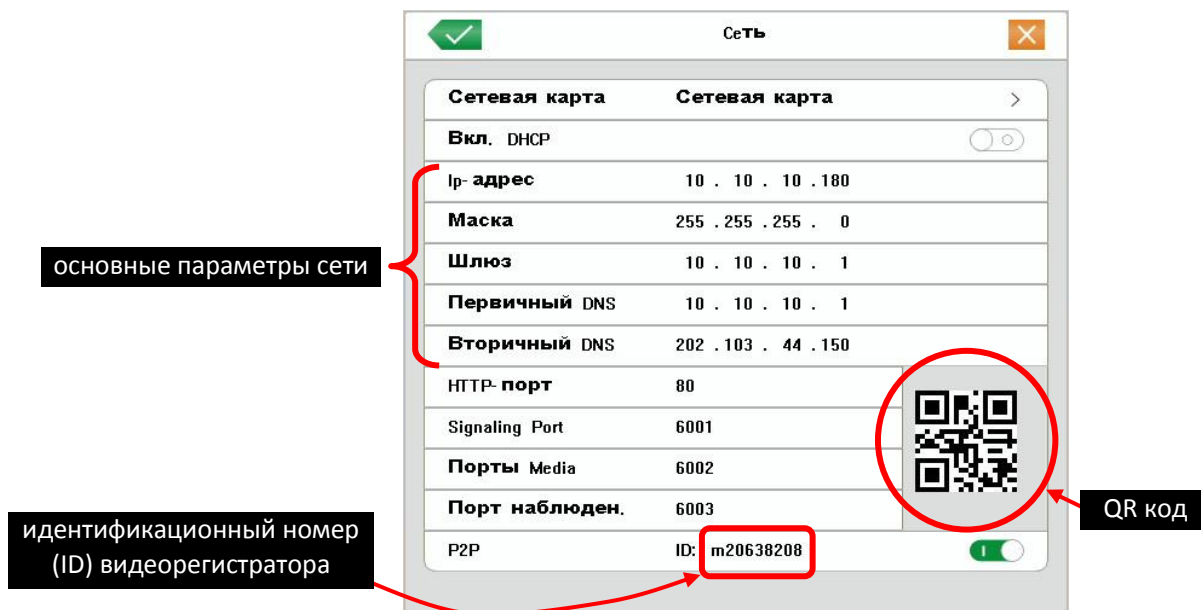 Сеть
Сетевая карта Сетевая карта >
Вкл. DHCP
Ip-адрес 10 . 10 . 10 .180
Маска 255 .255 .255 . 0
основные параметры сети
Шлюз 10 . 10 . 10 . 1
Первичный DNS 10 . 10 . 10 . 1
Вторичный DNS 202 .103 . 44 .150
HTTP-порт 80
Signaling Port 6001
Порты Media 6002
Порт наблюден. 6003
QR код
P2P ID: m20638208
идентификационный номер
(ID) видеорегистратора